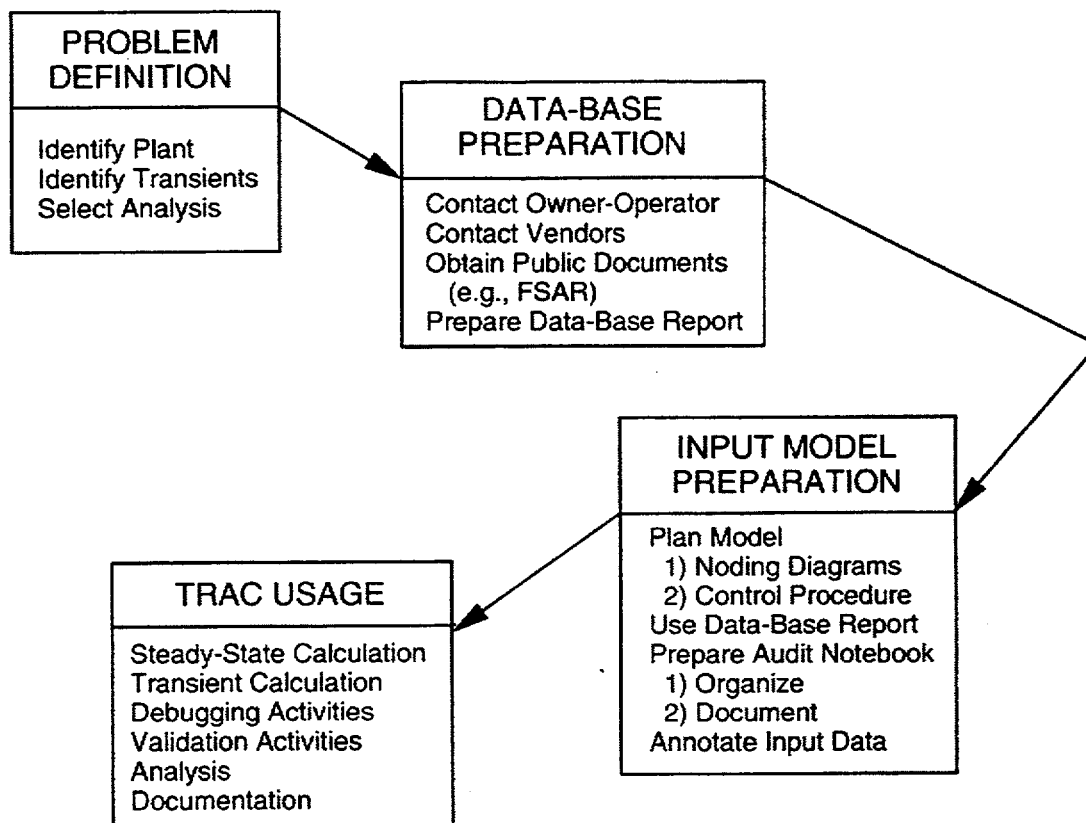 PROBLEM
DEFINITION
Identify Plant
Identify Transients
Select Analysis
DATA-BASE
PREPARATION
Contact Owner-Operator
Contact Vendors
Obtain Public Documents
(e.g., FSAR)
Prepare Data-Base Report
INPUT MODEL
PREPARATION
Plan Model
1) Noding Diagrams
2) Control Procedure
Use Data-Base Report
Prepare Audit Notebook
1) Organize
2) Document
Annotate Input Data
TRAC USAGE
Steady-State Calculation
Transient Calculation
Debugging Activities
Validation Activities
Analysis
Documentation